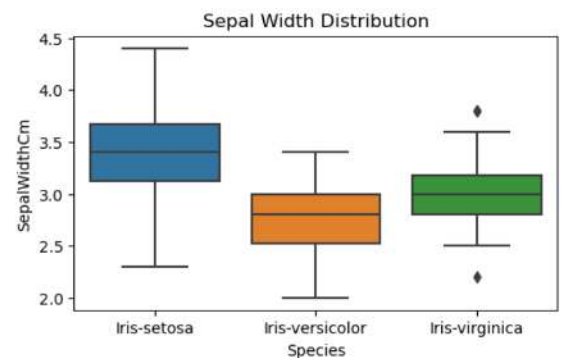 Sepal Width Distribution
4.5
4.0
3.5
3.0
2.5
2.0
SepalWidthCm
Iris-setosa
Iris-versicolor
Iris-virginica
Species